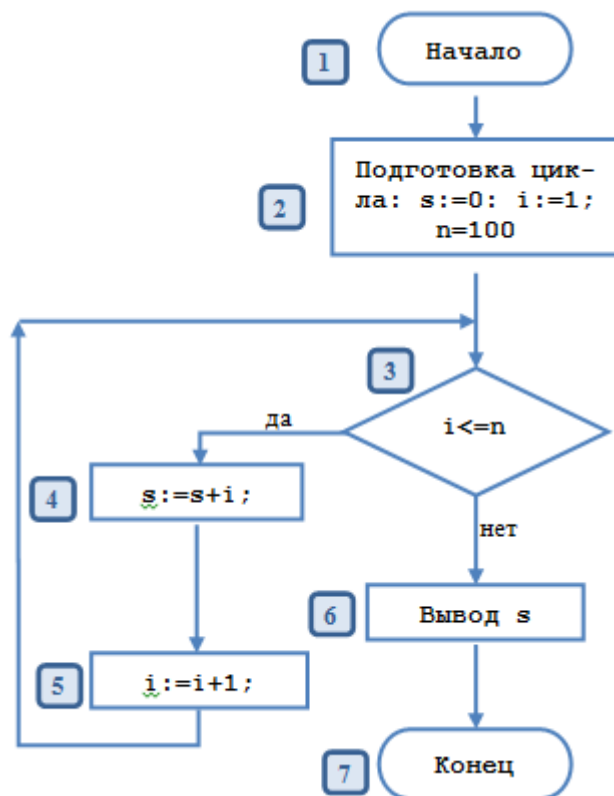 1
Начало
2
Подготовка цик-
ла: s:=0: i:=1;
n=100
3
i<=n
да
4
s:=s+i;
нет
5
i:=i+1;
6
Вывод s
7
Конец